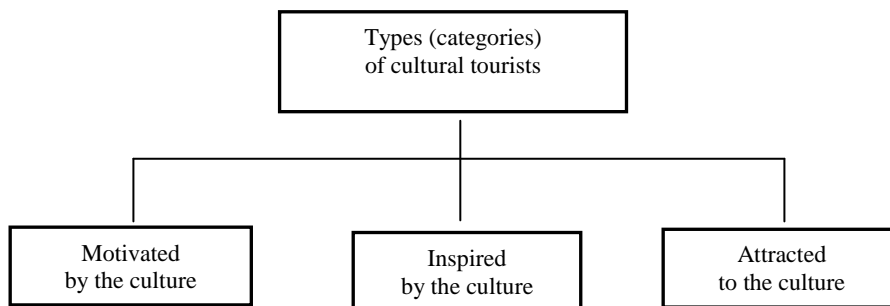 Types (categories)
of cultural tourists
Motivated
by the culture
Inspired
by the culture
Attracted
to the culture